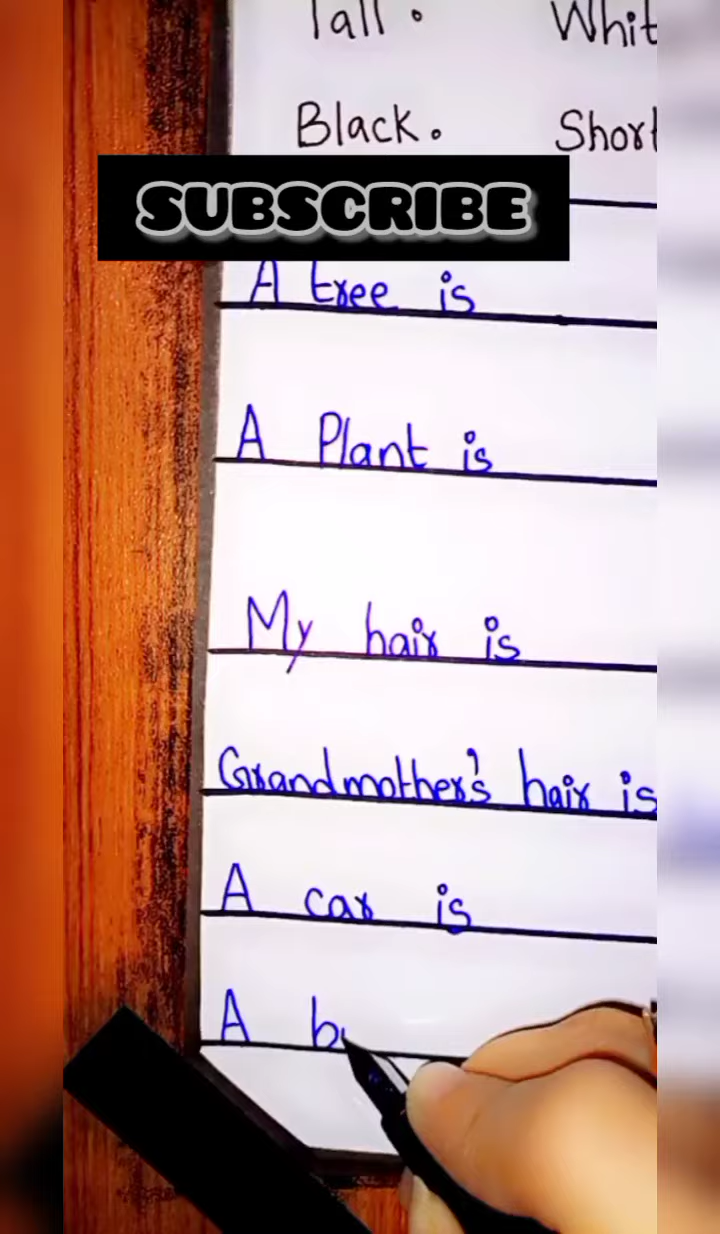 Tall. Whit
Black. Short
SUBSCRIBE
A tree is
A Plant is
My hair is
Grandmother's hair is
A car is
A b